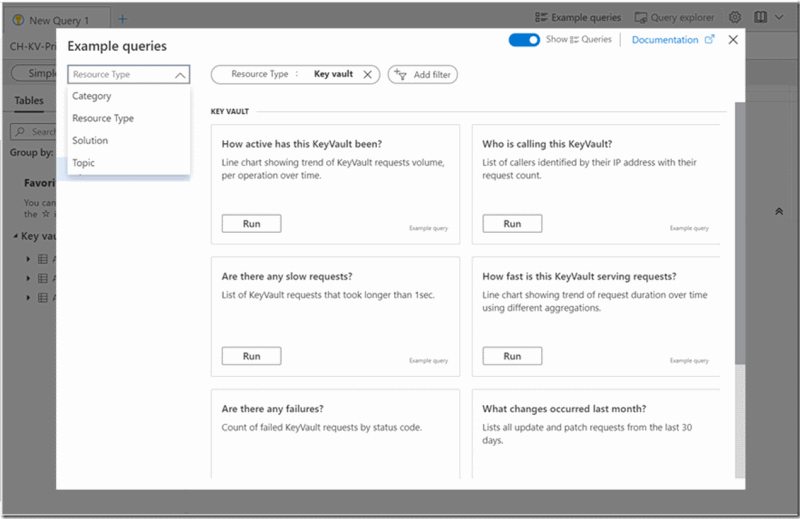 New Query 1
Example queries
Query explorer
CH-KV-Pri
Simple
Tables
Search
Group by:
Favori
You can
the ☆ i
Key vau
Example queries
Show Queries
Documentation
Resource Type
Category
Resource Type
Solution
Topic
Resource Type : Key vault
Add filter
KEY VAULT
How active has this KeyVault been?
Line chart showing trend of KeyVault requests volume,
per operation over time.
Run
Example query
Who is calling this KeyVault?
List of callers identified by their IP address with their
request count.
Run
Example query
Are there any slow requests?
List of KeyVault requests that took longer than 1sec.
Run
Example query
How fast is this KeyVault serving requests?
Line chart showing trend of request duration over time
using different aggregations.
Run
Example query
Are there any failures?
Count of failed KeyVault requests by status code.
What changes occurred last month?
Lists all update and patch requests from the last 30
days.